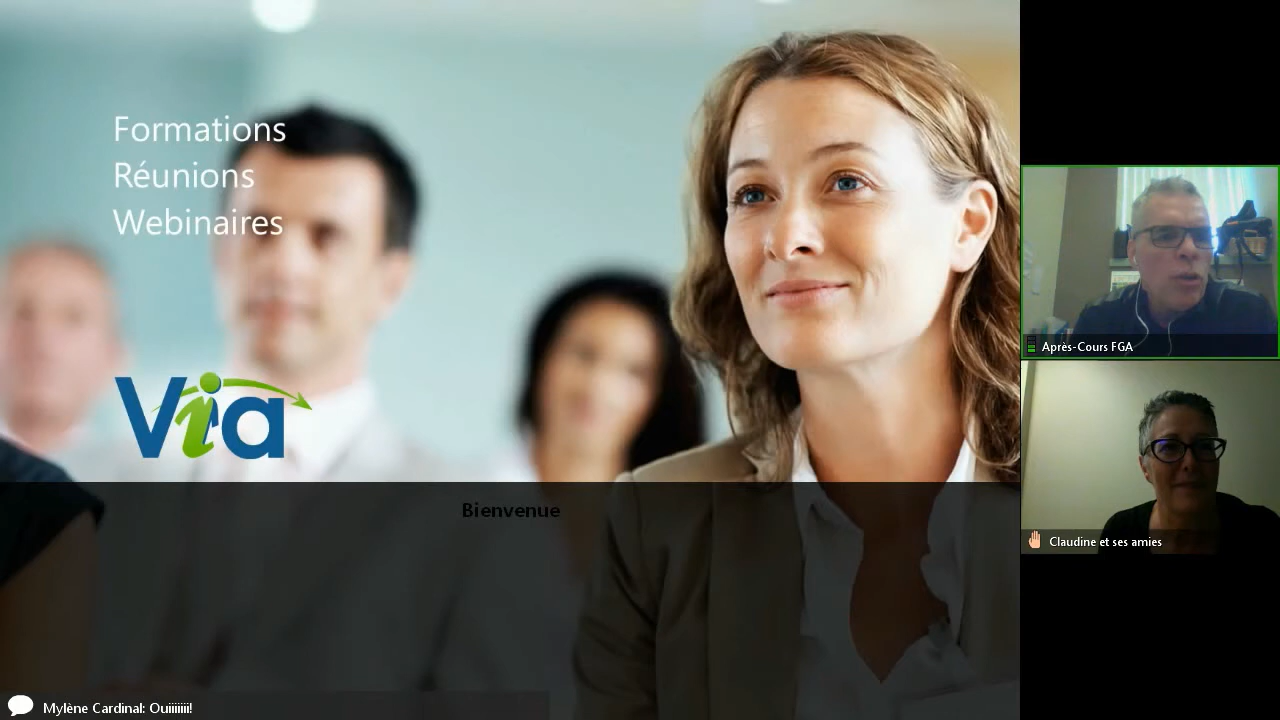 Formations
Réunions
Webinaires
Via
Bienvenue
Après-Cours FGA
Claudine et ses amies
Mylène Cardinal: Ouiiiiiii!